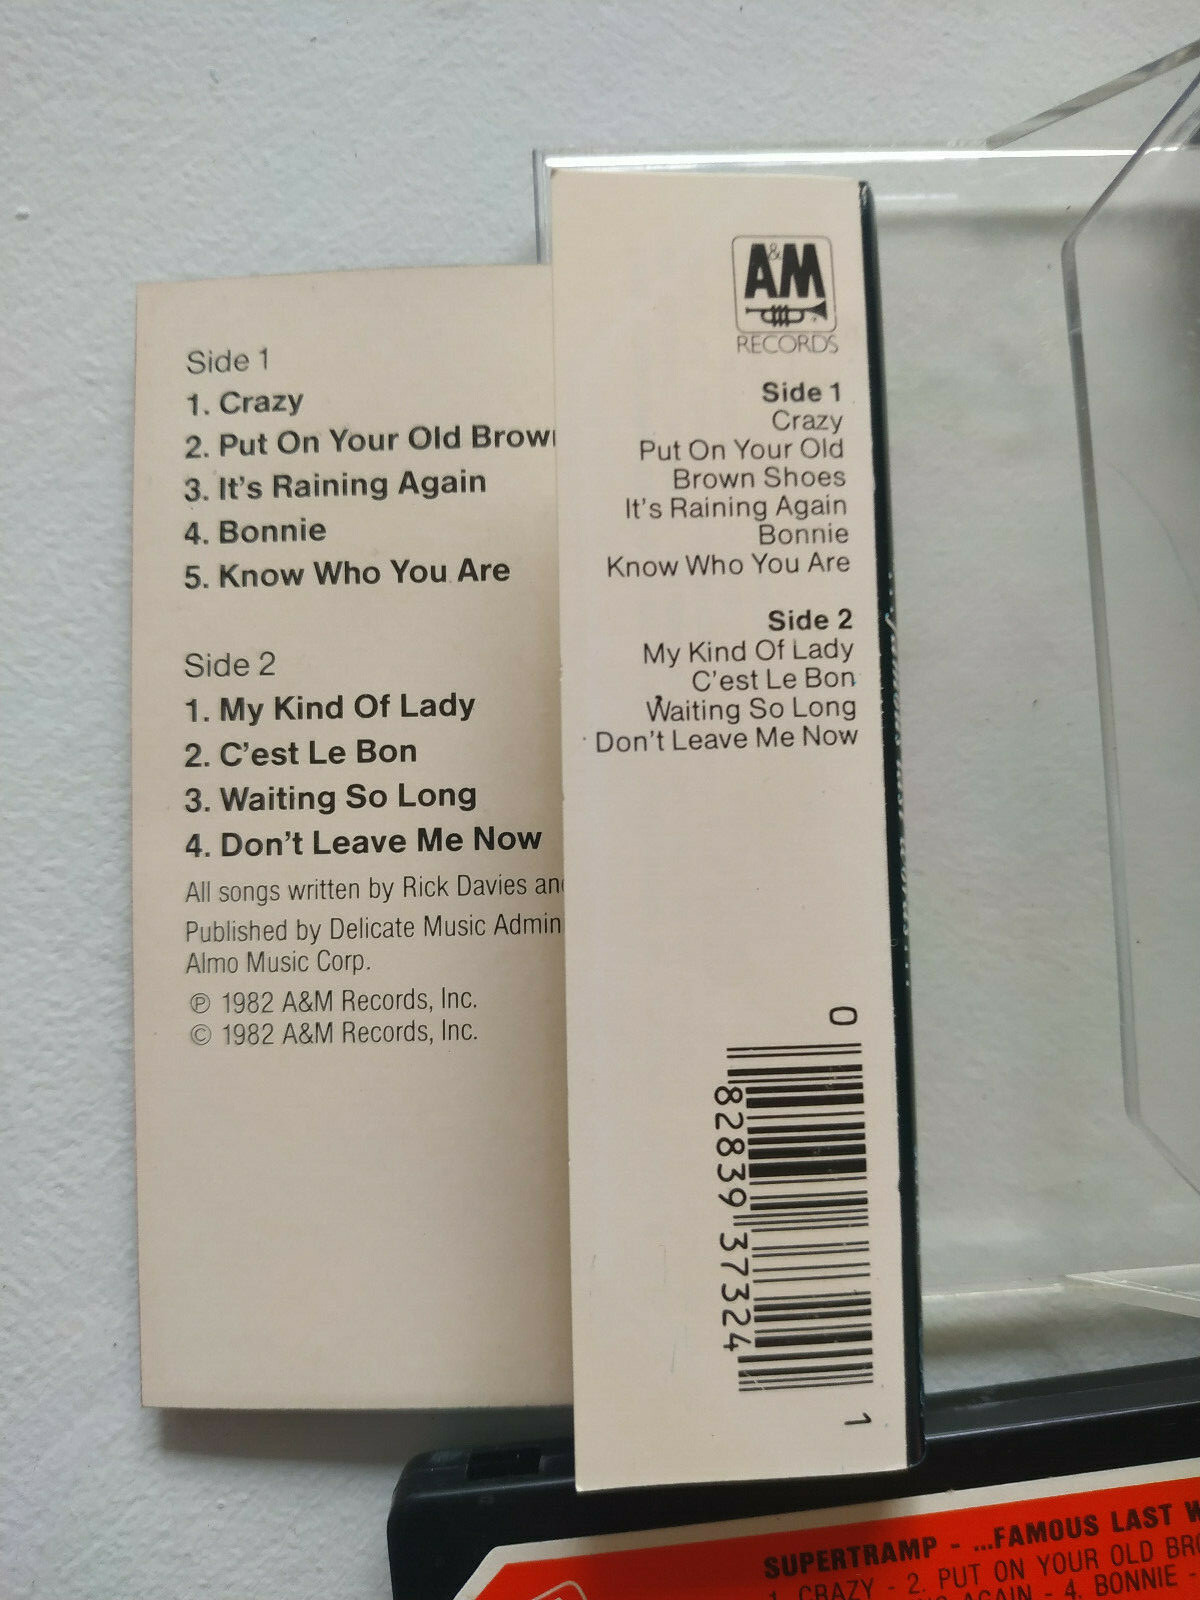 Side 1
1. Crazy
2. Put On Your Old Brown
3. It's Raining Again
4. Bonnie
5. Know Who You Are
Side 2
1. My Kind Of Lady
2. C'est Le Bon
3. Waiting So Long
4. Don't Leave Me Now
All songs written by Rick Davies and
Published by Delicate Music Admin
Almo Music Corp.
℗ 1982 A&M Records, Inc.
© 1982 A&M Records, Inc.
A&M
RECORDS
Side 1
Crazy
Put On Your Old
Brown Shoes
It's Raining Again
Bonnie
Know Who You Are
Side 2
My Kind Of Lady
C'est Le Bon
Waiting So Long
Don't Leave Me Now
0
82839 37324
1
SUPERTRAMP - ...FAMOUS LAST W
1. CRAZY - 2. PUT ON YOUR OLD BRO
AGAIN - 4. BONNIE -